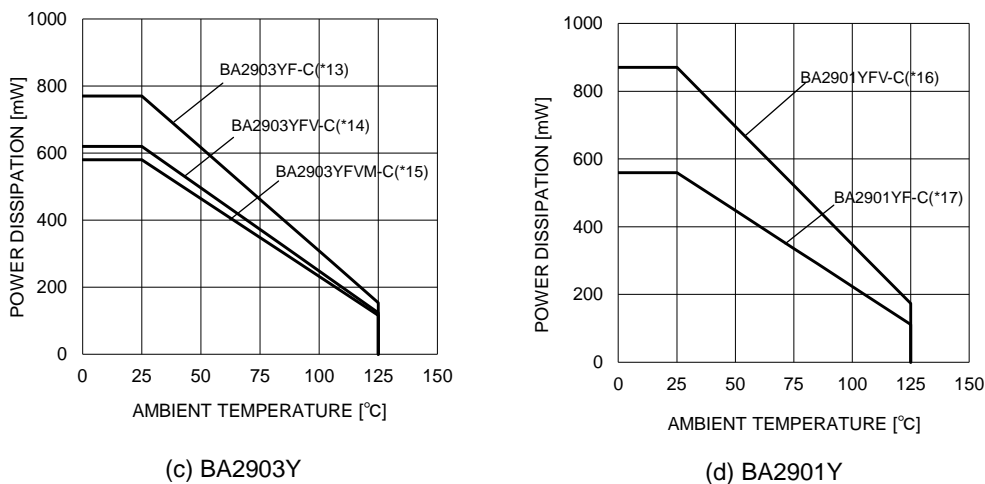 1000
800
600
400
200
0
POWER DISSIPATION [mW]
BA2903YF-C(*13)
BA2903YFV-C(*14)
BA2903YFVM-C(*15)
0 25 50 75 100 125 150
AMBIENT TEMPERATURE [℃]
(c) BA2903Y
1000
800
600
400
200
0
POWER DISSIPATION [mW]
BA2901YFV-C(*16)
BA2901YF-C(*17)
0 25 50 75 100 125 150
AMBIENT TEMPERATURE [℃]
(d) BA2901Y